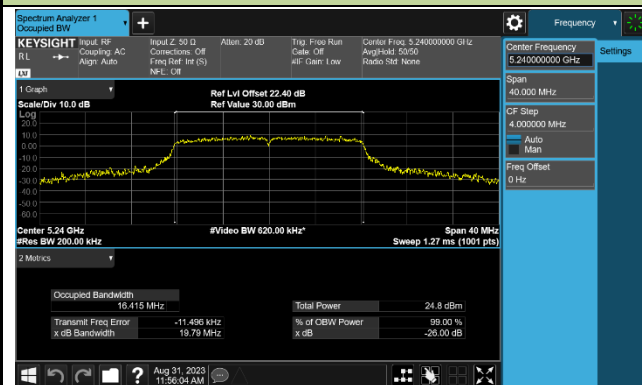 Spectrum Analyzer 1
Occupied BW
Frequency
KEYSIGHT
Input: RF
Input Z: 50 Ω
Atten: 20 dB
Trig: Free Run
Center Freq: 5.240000000 GHz
RL
Coupling: AC
Corrections: Off
Gate: Off
Avg|Hold: 50/50
Align: Auto
Freq Ref: Int (S)
#IF Gain: Low
Radio Std: None
NFE: Off
LXI
1 Graph
Ref Lvl Offset 22.40 dB
Scale/Div 10.0 dB
Ref Value 30.00 dBm
Log
20.0
10.0
0.00
-10.0
-20.0
-30.0
-40.0
-50.0
-60.0
Center 5.24 GHz
#Video BW 620.00 kHz*
Span 40 MHz
#Res BW 200.00 kHz
Sweep 1.27 ms (1001 pts)
2 Metrics
Occupied Bandwidth
16.415 MHz
Total Power
24.8 dBm
Transmit Freq Error
-11.496 kHz
% of OBW Power
99.00 %
x dB Bandwidth
19.79 MHz
x dB
-26.00 dB
Aug 31, 2023
11:56:04 AM
Center Frequency
5.240000000 GHz
Settings
Span
40.000 MHz
CF Step
4.000000 MHz
Auto
Man
Freq Offset
0 Hz